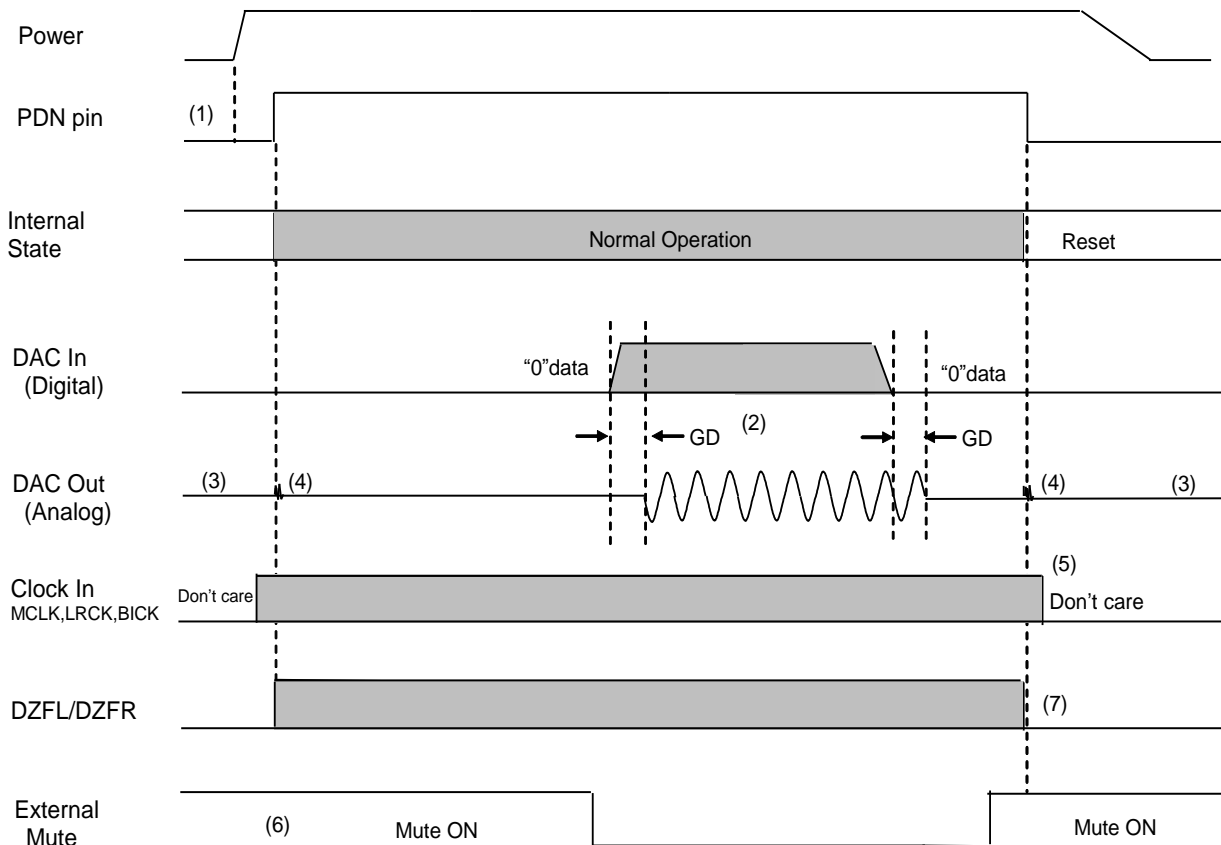 Power
PDN pin
(1)
Internal
State
Normal Operation
Reset
DAC In
(Digital)
“0”data
“0”data
(2)
GD
GD
DAC Out
(Analog)
(3)
(4)
(4)
(3)
Clock In
MCLK,LRCK,BICK
Don’t care
(5)
Don’t care
DZFL/DZFR
(7)
External
Mute
(6)
Mute ON
Mute ON